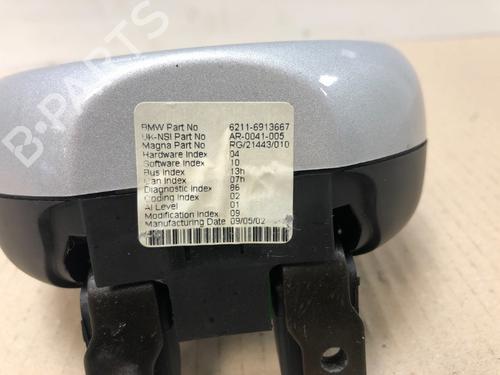 B-PARTS
BMW Part No 6211-6913667
UK-NSI Part No AR-0041-005
Magna Part No RG/21443/010
Hardware Index 04
Software Index 10
Bus Index 13h
Can Index 07h
Diagnostic Index 86
Coding Index 02
AI Level 01
Modification Index 09
Manufacturing Date 09/05/02